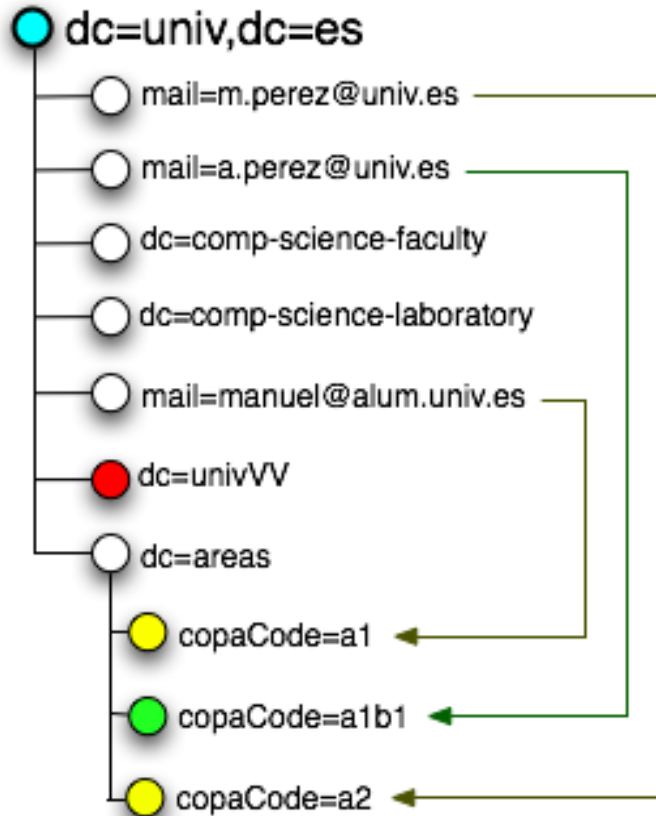 dc=univ,dc=es
mail=m.perez@univ.es
mail=a.perez@univ.es
dc=comp-science-faculty
dc=comp-science-laboratory
mail=manuel@alum.univ.es
dc=univVV
dc=areas
copaCode=a1
copaCode=a1b1
copaCode=a2